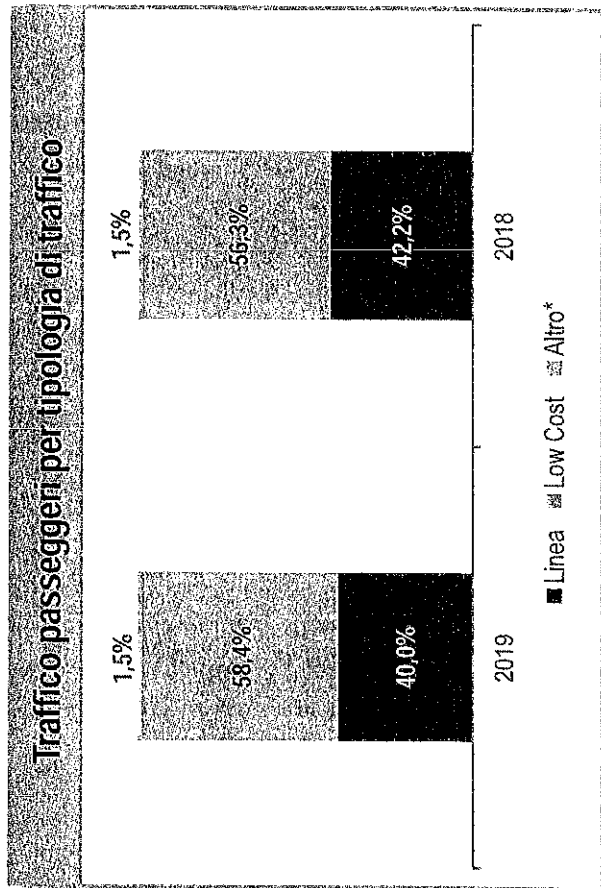 Traffico passeggeri per tipologia di traffico
1,5% 1,5%
58,4% 56,3%
40,0% 42,2%
2019 2018
Linea Low Cost Altro*